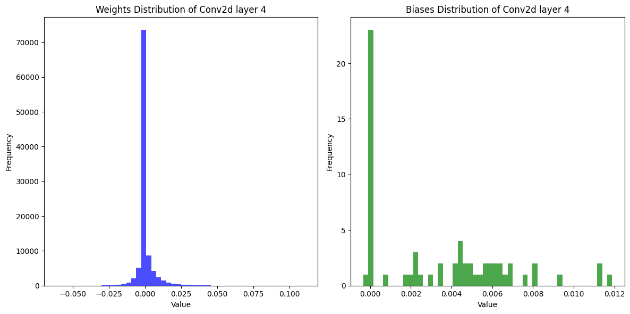 Weights Distribution of Conv2d layer 4
Frequency
70000
60000
50000
40000
30000
20000
10000
0
−0.050 −0.025 0.000 0.025 0.050 0.075 0.100
Value
Biases Distribution of Conv2d layer 4
Frequency
20
15
10
5
0
0.000 0.002 0.004 0.006 0.008 0.010 0.012
Value